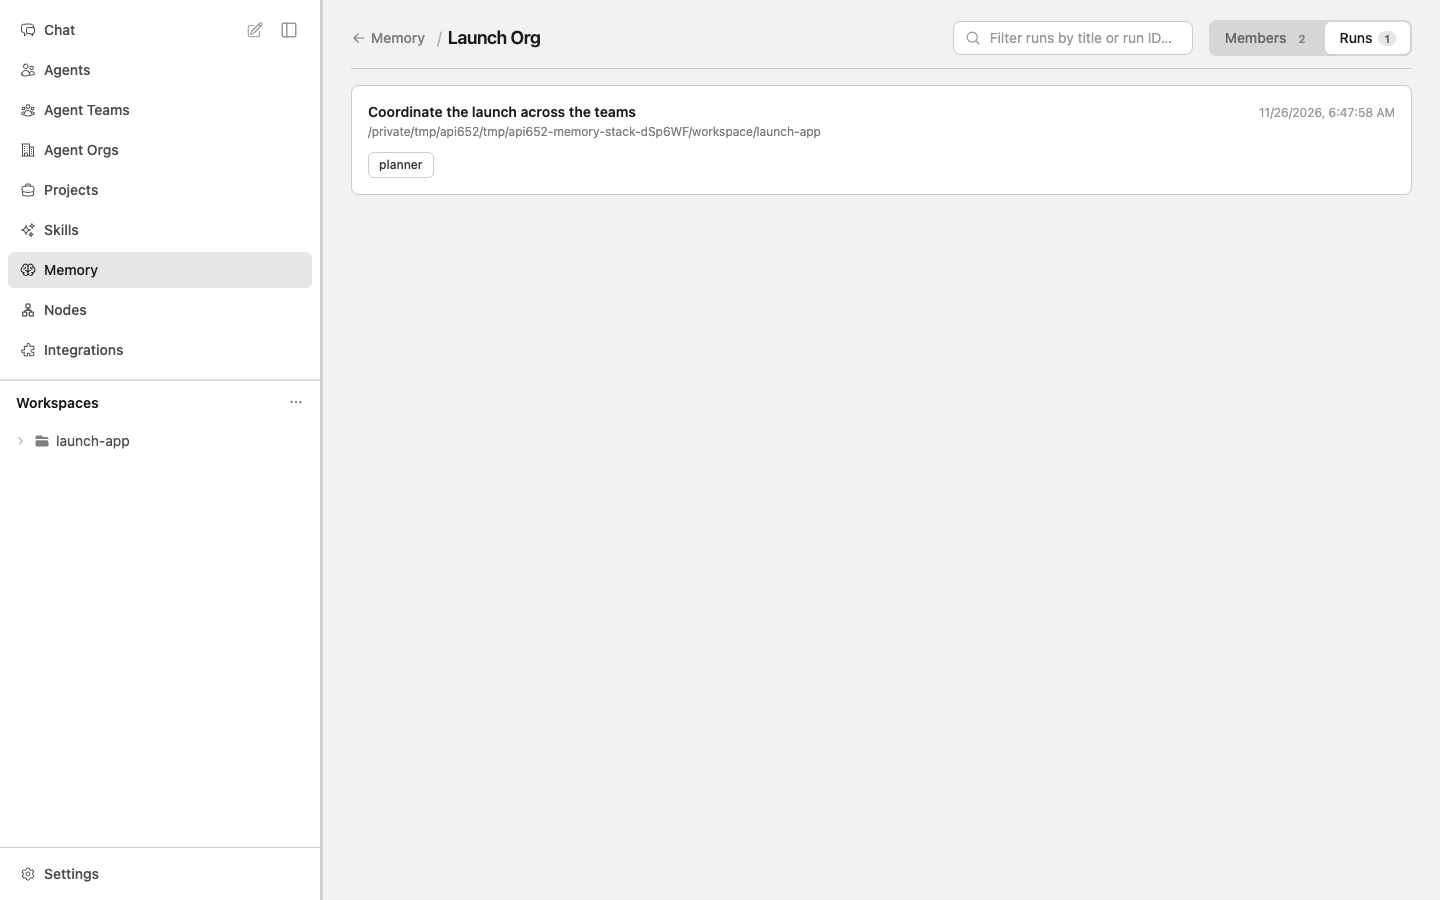 Chat
Agents
Agent Teams
Agent Orgs
Projects
Skills
Memory
Nodes
Integrations
Workspaces
launch-app
Settings
Memory / Launch Org
Filter runs by title or run ID...
Members 2
Runs 1
Coordinate the launch across the teams
11/26/2026, 6:47:58 AM
/private/tmp/api652/tmp/api652-memory-stack-dSp6WF/workspace/launch-app
planner